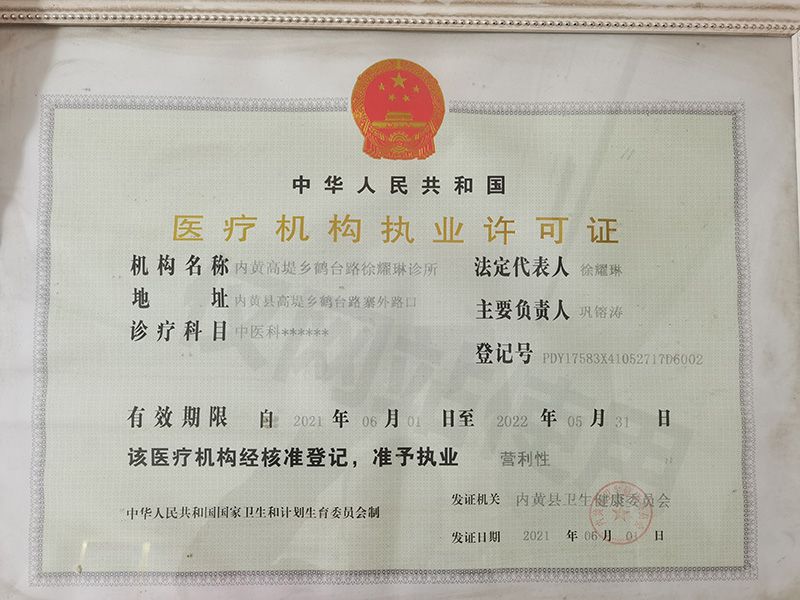 中华人民共和国
医疗机构执业许可证
机构名称 内黄高堤乡鹤台路徐耀琳诊所
法定代表人 徐耀琳
地 址 内黄县高堤乡鹤台路寨外路口
主要负责人 巩镕涛
诊疗科目 中医科******
登记号 PDY17583X41052717D6002
有效期限 自 2021 年 06 月 01 日至 2022 年 05 月 31 日
该医疗机构经核准登记，准予执业 营利性
发证机关 内黄县卫生健康委员会
中华人民共和国国家卫生和计划生育委员会制
发证日期 2021 年 06 月 01 日